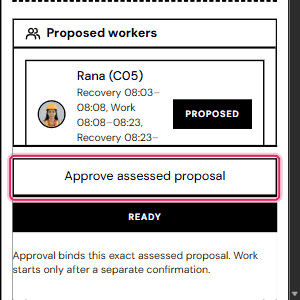 Proposed workers
Rana (C05)
Recovery 08:03–
08:08, Work
08:08–08:23,
Recovery 08:23–
PROPOSED
Approve assessed proposal
READY
Approval binds this exact assessed proposal. Work
starts only after a separate confirmation.